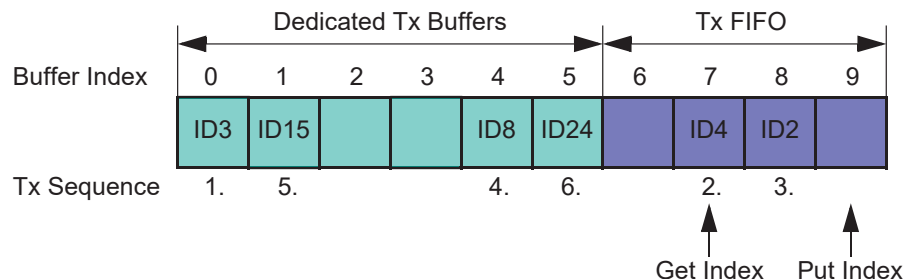 Dedicated Tx Buffers Tx FIFO
Buffer Index 0 1 2 3 4 5 6 7 8 9
ID3 ID15 ID8 ID24 ID4 ID2
Tx Sequence 1. 5. 4. 6. 2. 3.
Get Index Put Index